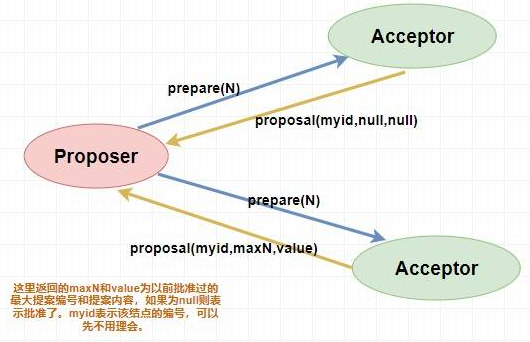 Acceptor
prepare(N)
proposal(myid,null,null)
Proposer
prepare(N)
proposal(myid,maxN,value)
Acceptor
这里返回的maxN和value为以前批准过的
最大提案编号和提案内容，如果为null则表
示批准了。myid表示该结点的编号，可以
先不用理会。